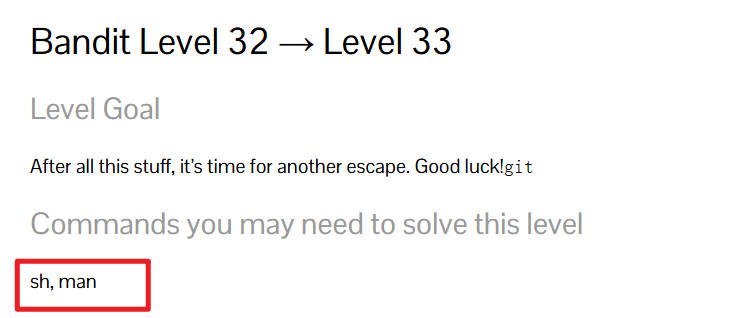 Bandit Level 32 → Level 33
Level Goal
After all this stuff, it’s time for another escape. Good luck!git
Commands you may need to solve this level
sh, man